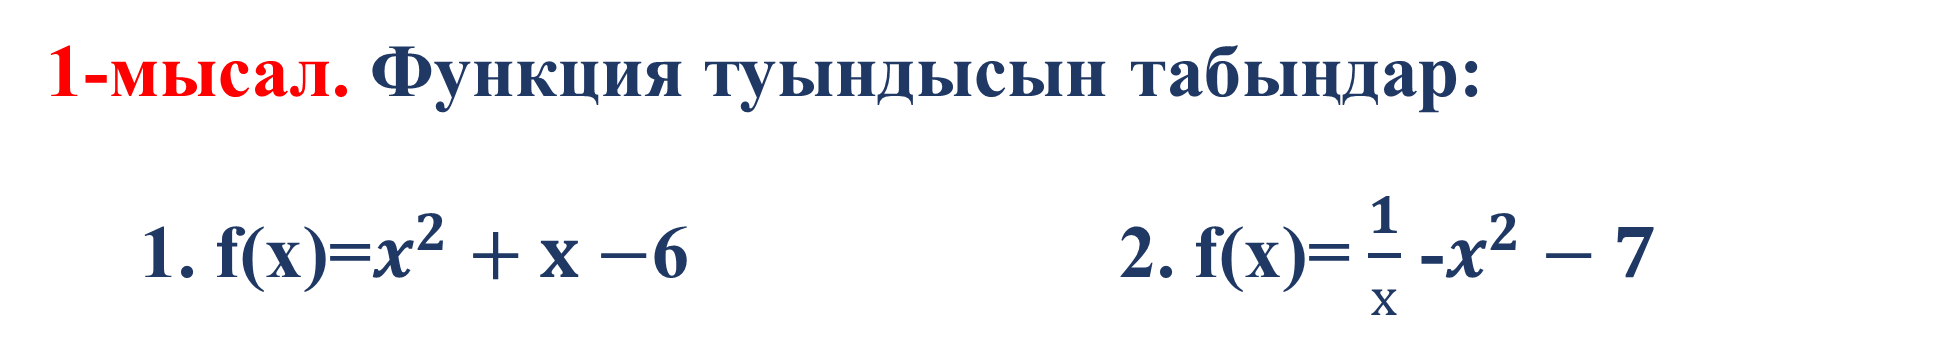 1-мысал. Функция туындысын табыңдар:
1. f(x)=x² + x −6 2. f(x)= 1/x -x² − 7